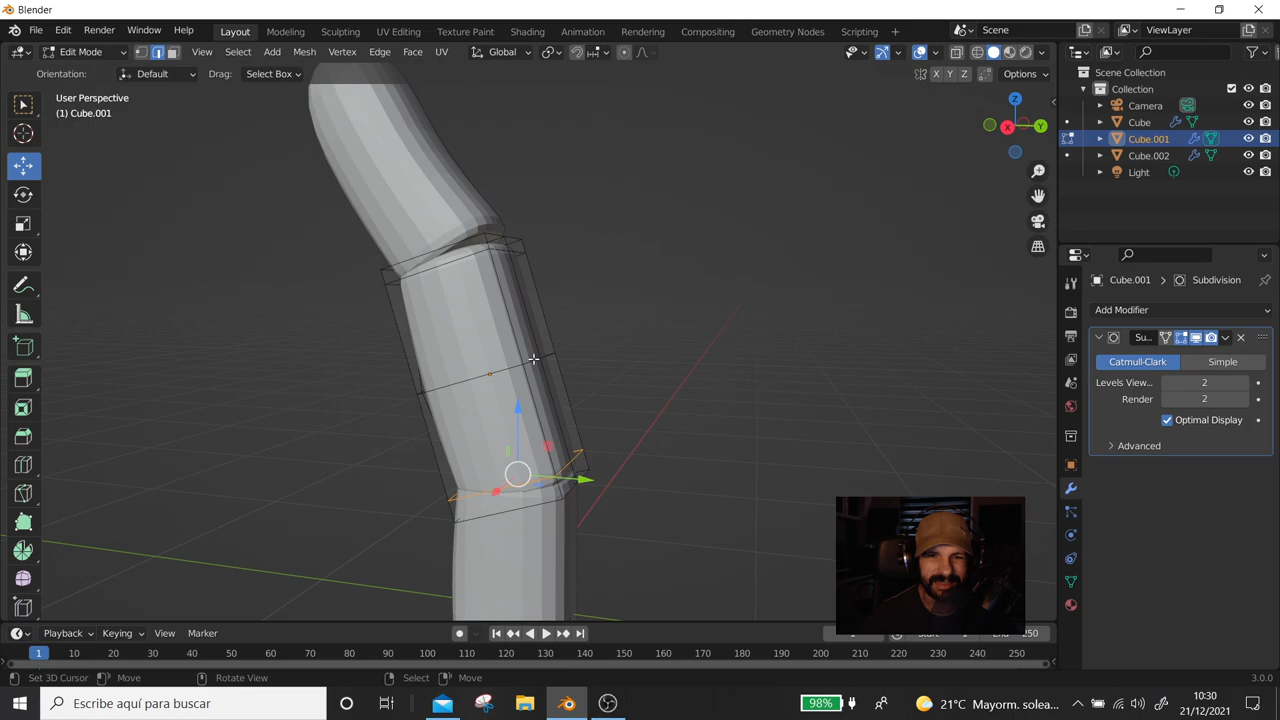 Blender
File Edit Render Window Help Layout Modeling Sculpting UV Editing Texture Paint Shading Animation Rendering Compositing Geometry Nodes Scripting + Scene ViewLayer
Edit Mode View Select Add Mesh Vertex Edge Face UV Global
Orientation: Default Drag: Select Box X Y Z Options
User Perspective
(1) Cube.001
Z
X Y
Scene Collection
Collection
Camera
Cube
Cube.001
Cube.002
Light
Cube.001 > Subdivision
Add Modifier
Su...
Catmull-Clark Simple
Levels View... 2
Render 2
Optimal Display
Advanced
Playback Keying View Marker 1 Start 1 End 250
1 10 20 30 40 50 60 70 80 90 100 110 120 130 140 150 160 170 180 190 200 210 220 230 240 250
Set 3D Cursor Move Rotate View Select Move 3.0.0
Escribe aquí para buscar 98% 21°C Mayorm. solea... 10:30
21/12/2021